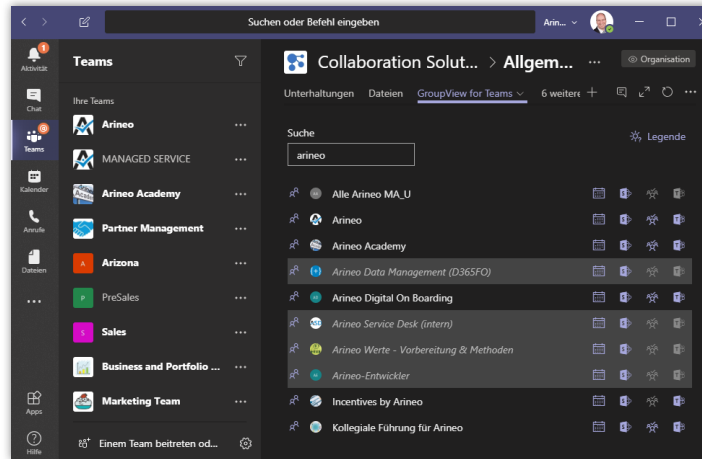 Suchen oder Befehl eingeben
Arin...
1
Aktivität
Chat
@
Teams
Kalender
Anrufe
Dateien
Apps
Hilfe
Teams
Ihre Teams
Arineo
MANAGED SERVICE
Arineo Academy
Partner Management
A
Arizona
P
PreSales
S
Sales
Business and Portfolio ...
Marketing Team
Einem Team beitreten od...
Collaboration Solut... > Allgem...
Organisation
Unterhaltungen Dateien GroupView for Teams 6 weitere
Suche
Legende
arineo
Alle Arineo MA_U
Arineo
Arineo Academy
Arineo Data Management (D365FO)
Arineo Digital On Boarding
Arineo Service Desk (intern)
Arineo Werte - Vorbereitung & Methoden
Arineo-Entwickler
Incentives by Arineo
Kollegiale Führung für Arineo